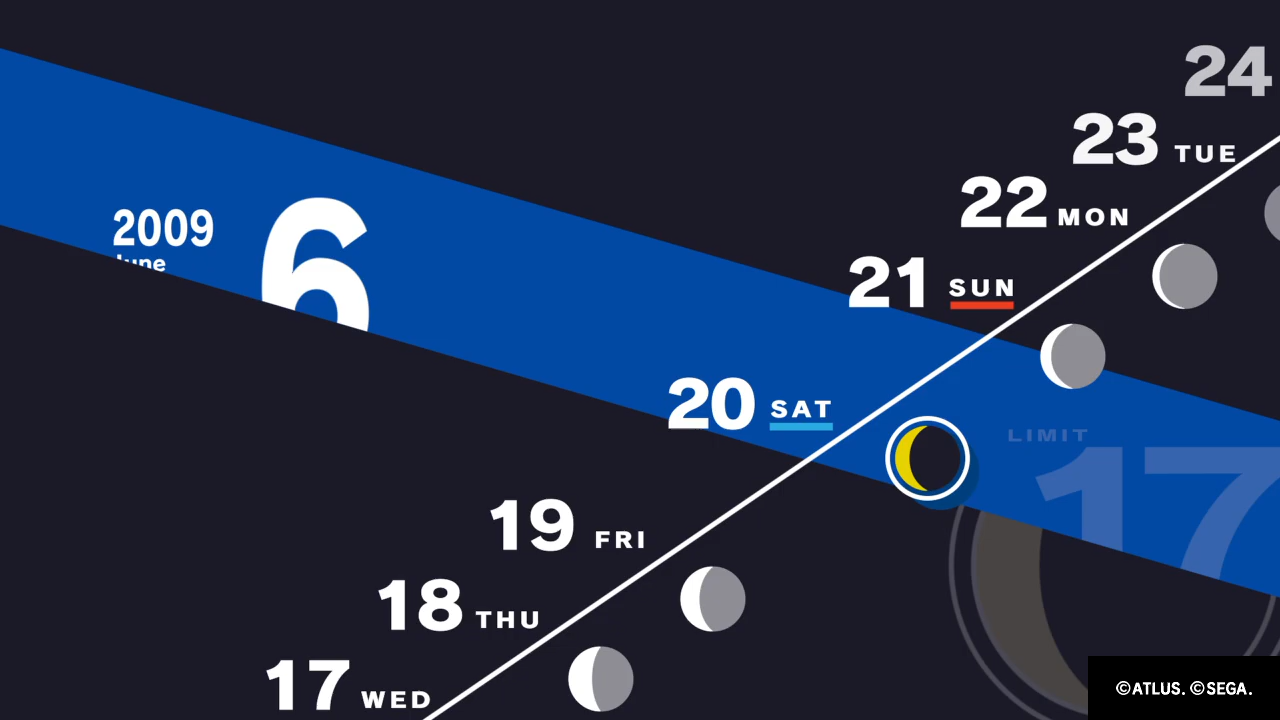 24
23 TUE
22 MON
21 SUN
20 SAT
19 FRI
18 THU
17 WED
2009
June
6
LIMIT
17
©ATLUS. ©SEGA.